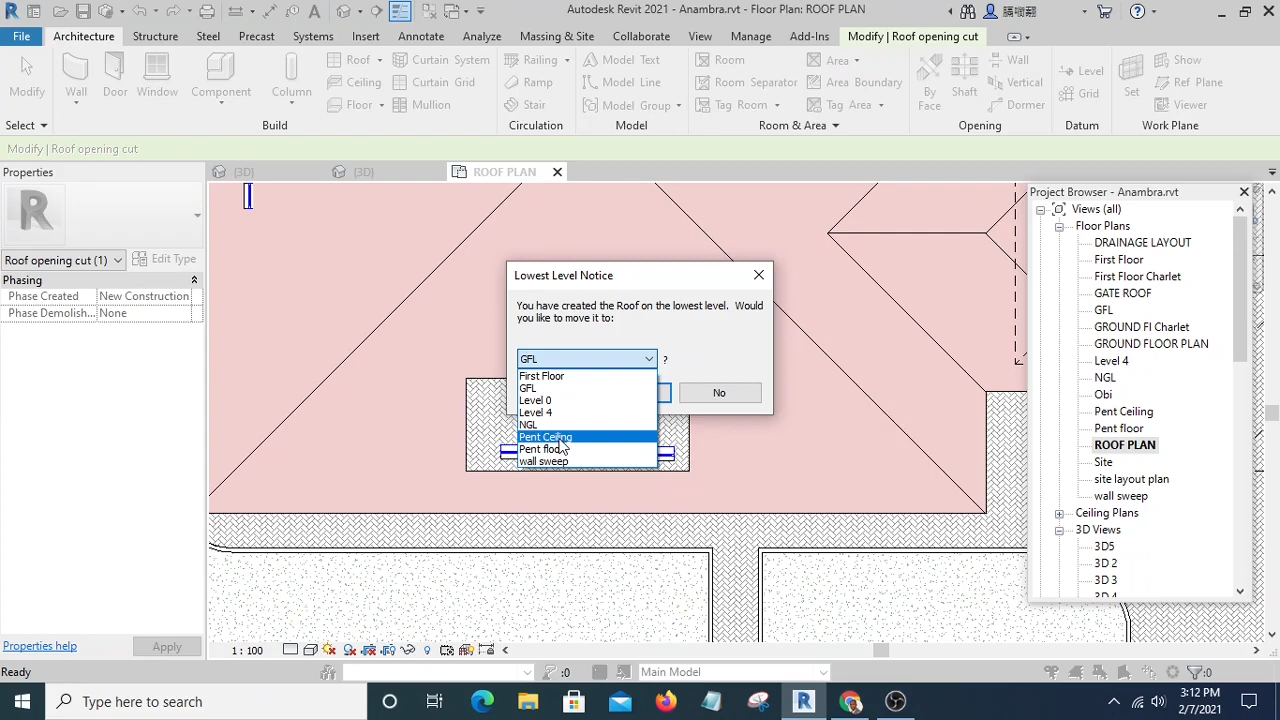 Autodesk Revit 2021 - Anambra.rvt - Floor Plan: ROOF PLAN
File
Architecture
Structure
Steel
Precast
Systems
Insert
Annotate
Analyze
Massing & Site
Collaborate
View
Manage
Add-Ins
Modify | Roof opening cut
Modify
Wall
Door
Window
Component
Column
Roof
Ceiling
Floor
Curtain System
Curtain Grid
Mullion
Railing
Ramp
Stair
Model Text
Model Line
Model Group
Room
Room Separator
Tag Room
Area
Area Boundary
Tag Area
By
Face
Shaft
Wall
Vertical
Dormer
Level
Grid
Set
Show
Ref Plane
Viewer
Select
Build
Circulation
Model
Room & Area
Opening
Datum
Work Plane
Modify | Roof opening cut
Properties
R
Roof opening cut (1)
Edit Type
Phasing
Phase Created New Construction
Phase Demolish... None
Properties help
Apply
{3D}
{3D}
ROOF PLAN
Lowest Level Notice
You have created the Roof on the lowest level. Would
you like to move it to:
GFL
?
No
First Floor
GFL
Level 0
Level 4
NGL
Pent Ceiling
Pent floor
wall sweep
Project Browser - Anambra.rvt
Views (all)
Floor Plans
DRAINAGE LAYOUT
First Floor
First Floor Charlet
GATE ROOF
GFL
GROUND Fl Charlet
GROUND FLOOR PLAN
Level 4
NGL
Obi
Pent Ceiling
Pent floor
ROOF PLAN
Site
site layout plan
wall sweep
Ceiling Plans
3D Views
3D5
3D 2
3D 3
3D 4
1 : 100
Ready
:0
Main Model
:0
Type here to search
3:12 PM
2/7/2021